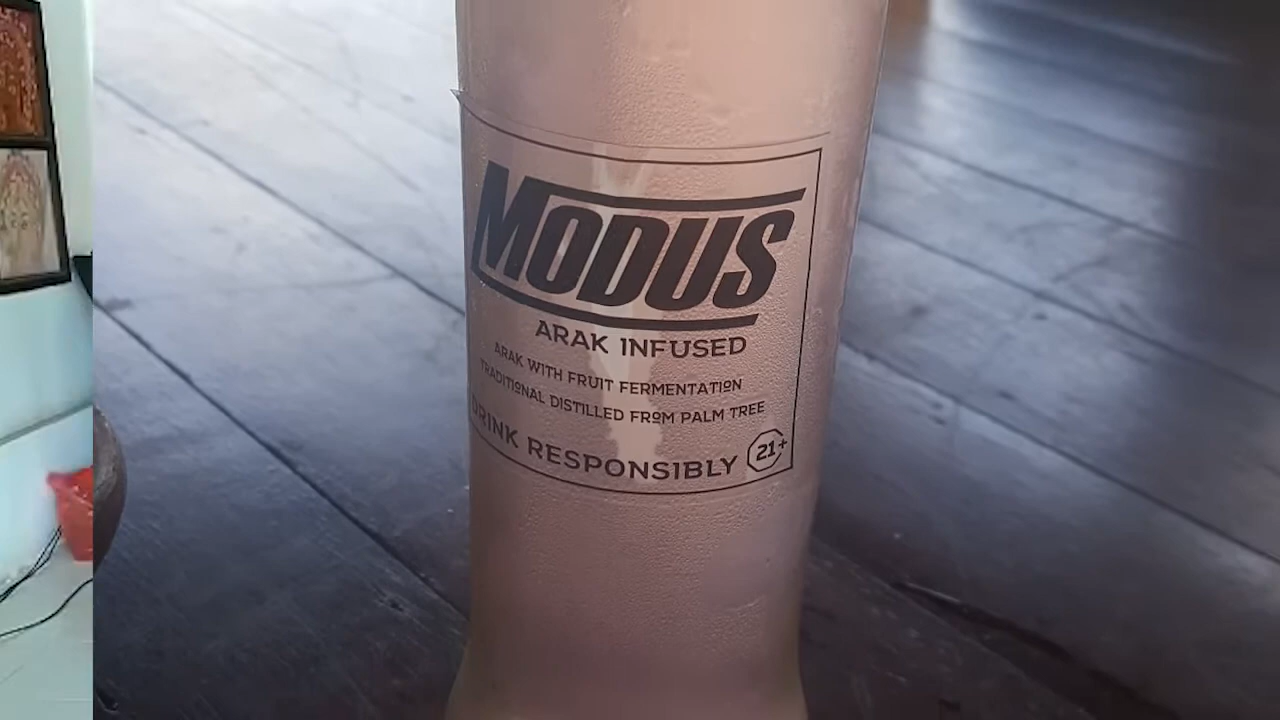 MODUS
ARAK INFUSED
ARAK WITH FRUIT FERMENTATION
TRADITIONAL DISTILLED FROM PALM TREE
DRINK RESPONSIBLY 21+